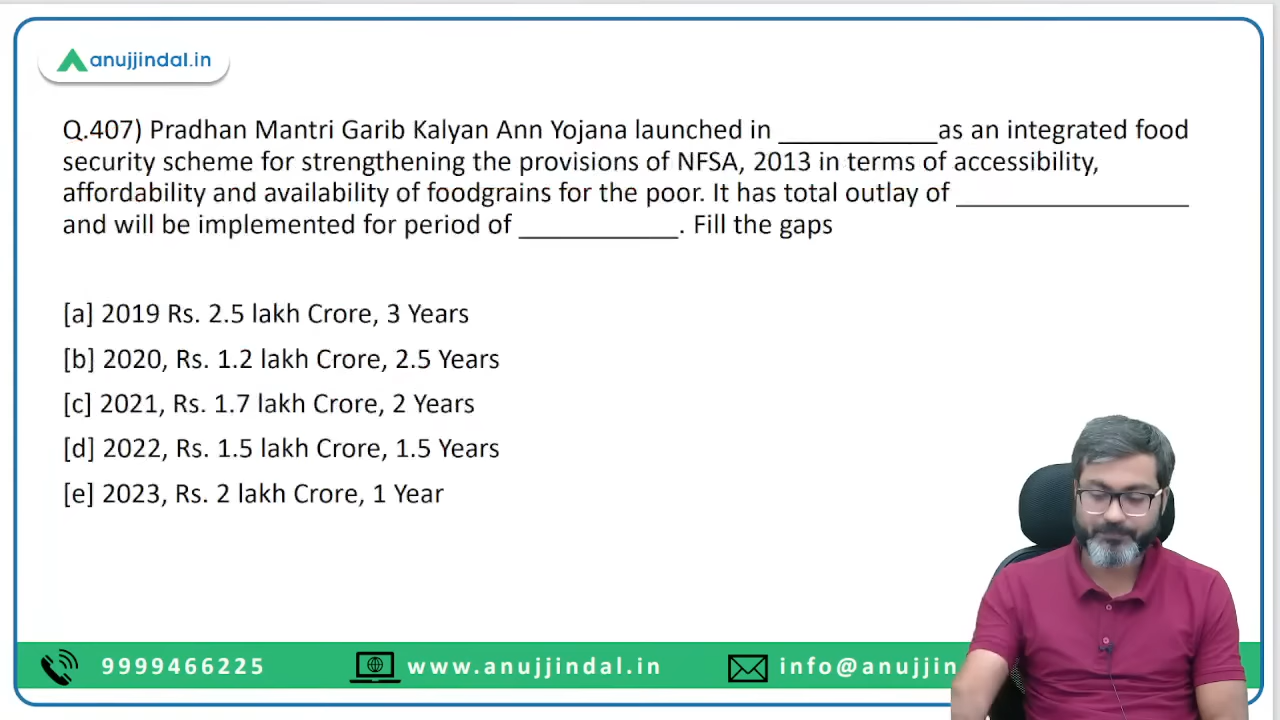 anujjindal.in
Q.407) Pradhan Mantri Garib Kalyan Ann Yojana launched in ___________as an integrated food
security scheme for strengthening the provisions of NFSA, 2013 in terms of accessibility,
affordability and availability of foodgrains for the poor. It has total outlay of ________________
and will be implemented for period of ___________. Fill the gaps
[a] 2019 Rs. 2.5 lakh Crore, 3 Years
[b] 2020, Rs. 1.2 lakh Crore, 2.5 Years
[c] 2021, Rs. 1.7 lakh Crore, 2 Years
[d] 2022, Rs. 1.5 lakh Crore, 1.5 Years
[e] 2023, Rs. 2 lakh Crore, 1 Year
9999466225 www.anujjindal.in info@anujjin